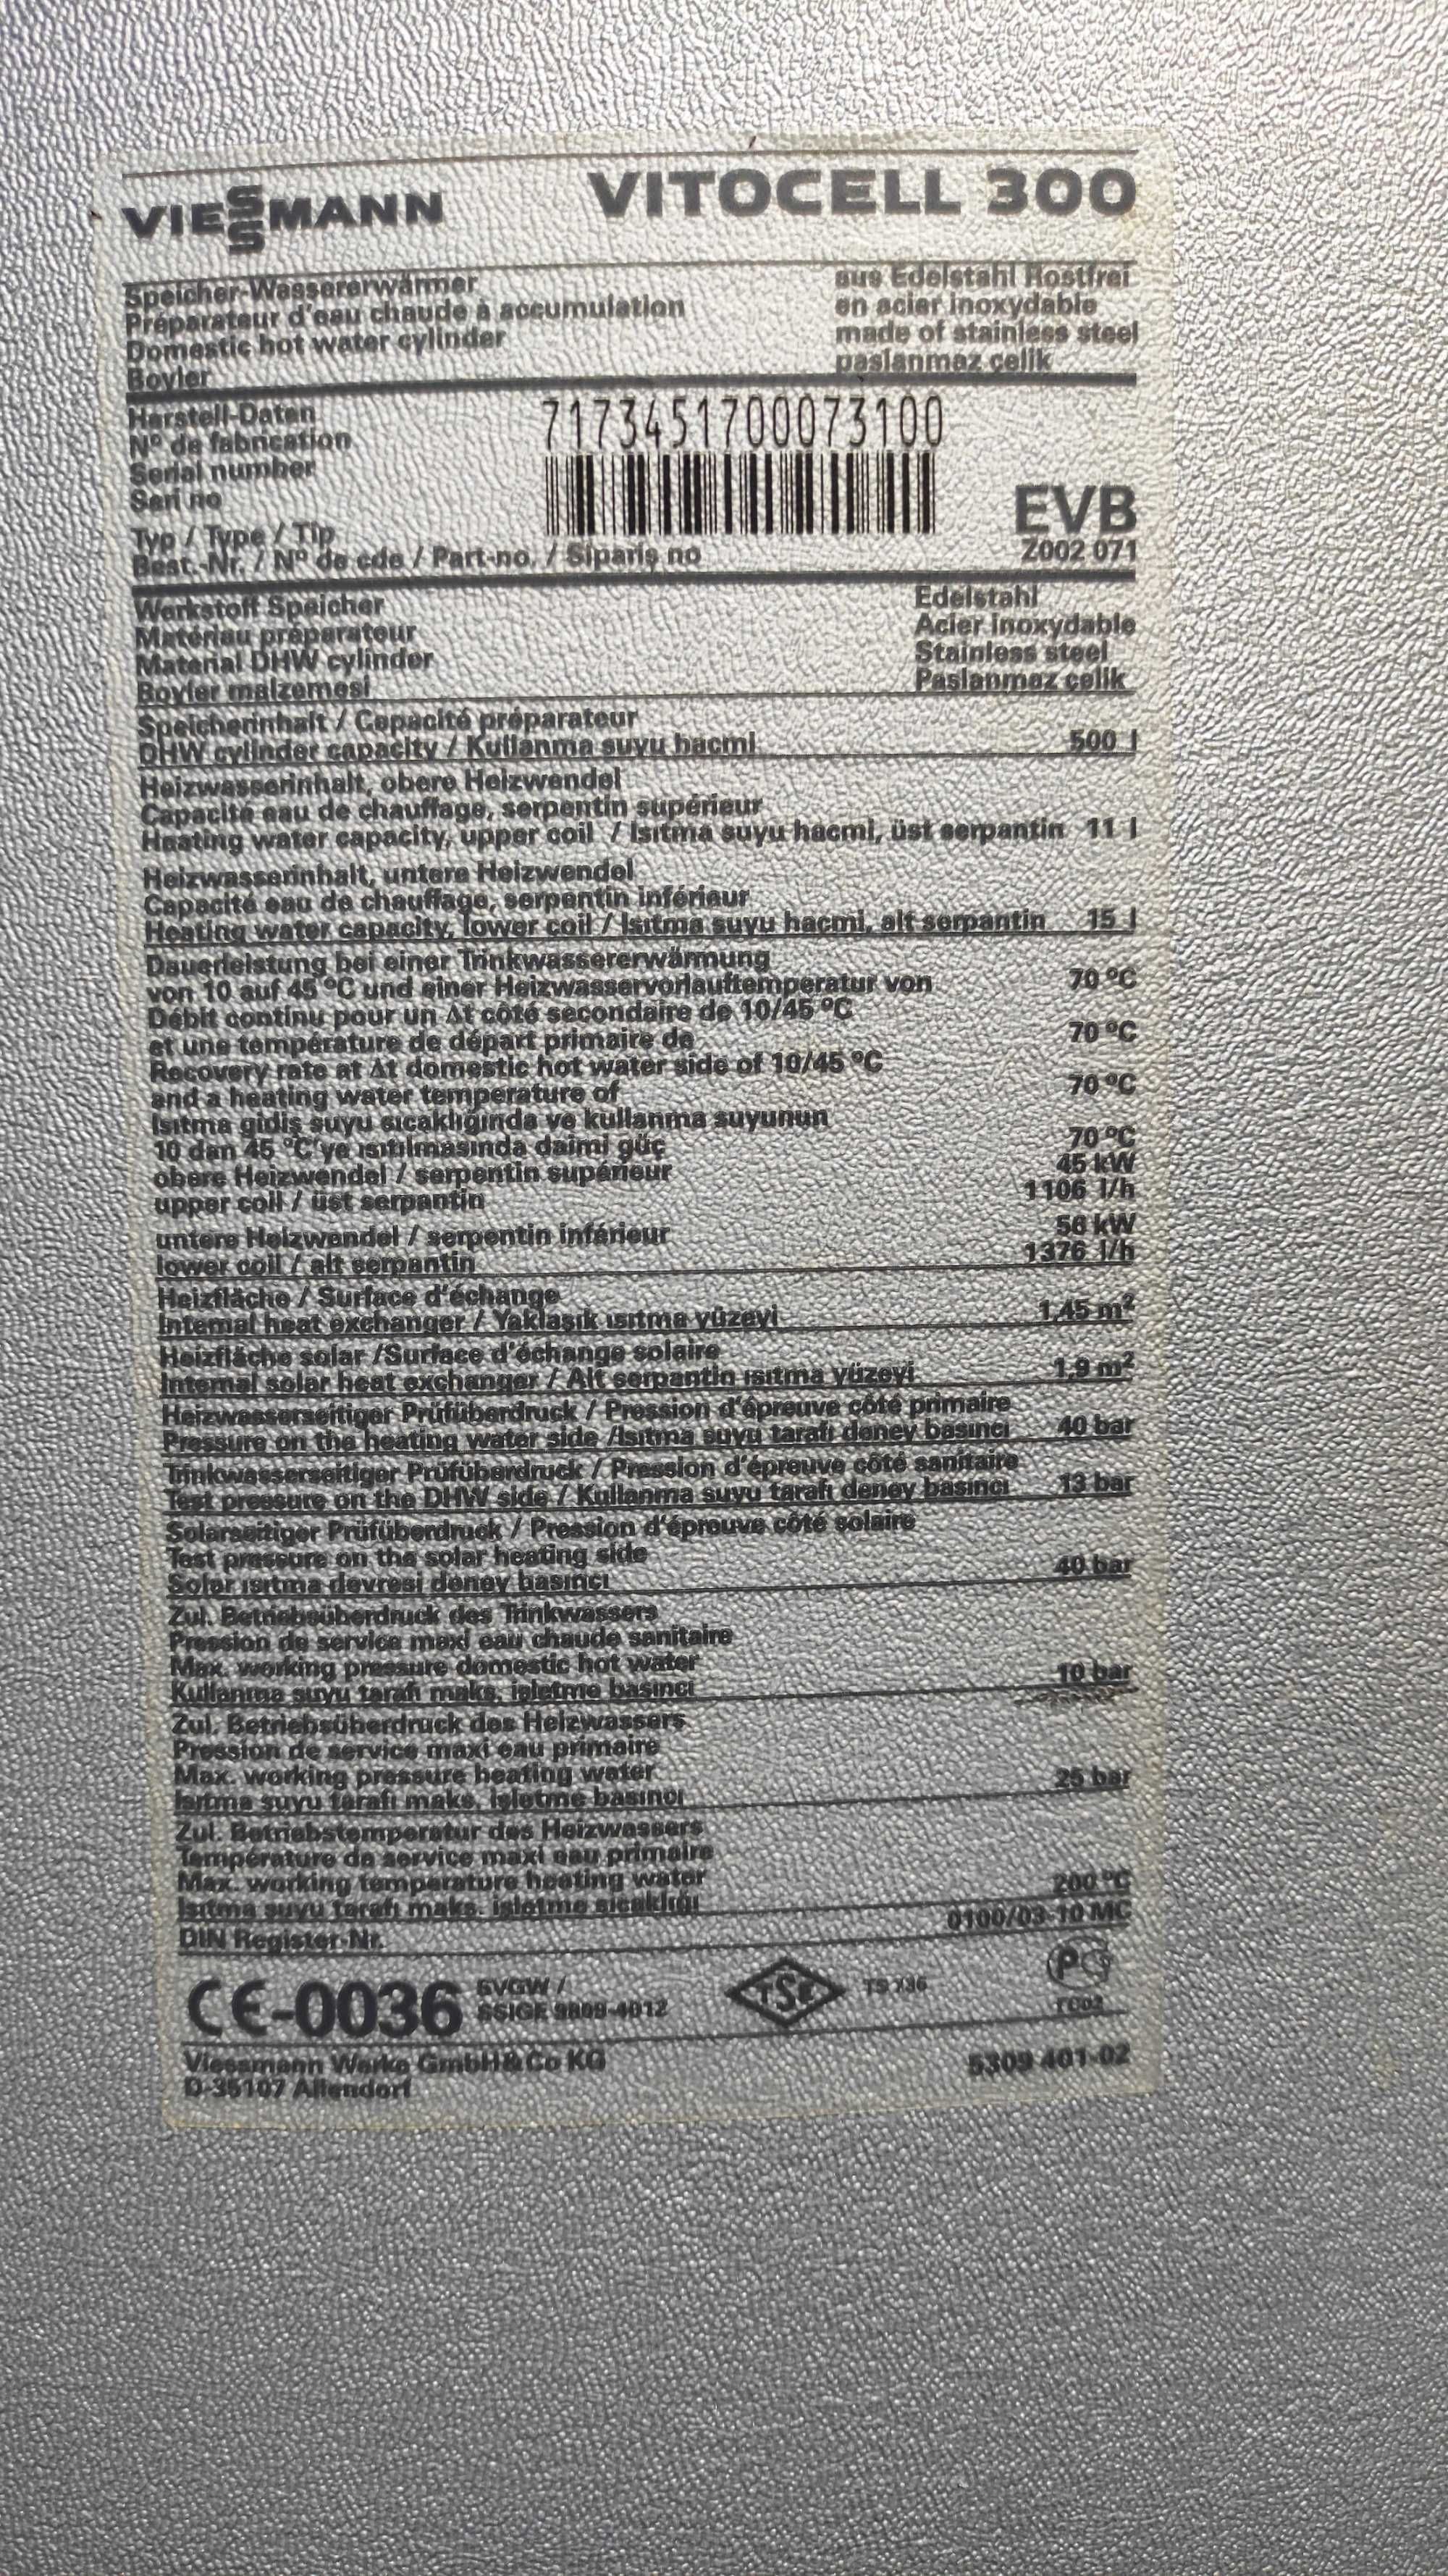 VIESSMANN VITOCELL 300
Speicher-Wassererwärmer aus Edelstahl Rostfrei
Préparateur d'eau chaude à accumulation en acier inoxydable
Domestic hot water cylinder made of stainless steel
Boyler paslanmaz çelik
Herstell-Daten 7173451700073100
N° de fabrication
Serial number
Seri no
Typ / Type / Tip EVB
Best.-Nr. / N° de cde / Part-no. / Sipariş no Z002 071
Werkstoff Speicher Edelstahl
Matériau préparateur Acier inoxydable
Material DHW cylinder Stainless steel
Boyler malzemesi Paslanmaz çelik
Speicherinhalt / Capacité préparateur
DHW cylinder capacity / Kullanma suyu hacmi 500 l
Heizwasserinhalt, obere Heizwendel
Capacité eau de chauffage, serpentin supérieur
Heating water capacity, upper coil / Isıtma suyu hacmi, üst serpantin 11 l
Heizwasserinhalt, untere Heizwendel
Capacité eau de chauffage, serpentin inférieur
Heating water capacity, lower coil / Isıtma suyu hacmi, alt serpantin 15 l
Dauerleistung bei einer Trinkwassererwärmung
von 10 auf 45 °C und einer Heizwasservorlauftemperatur von 70 °C
Débit continu pour un Δt côté secondaire de 10/45 °C
et une température de départ primaire de 70 °C
Recovery rate at Δt domestic hot water side of 10/45 °C
and a heating water temperature of 70 °C
Isıtma gidiş suyu sıcaklığında ve kullanma suyunun
10 dan 45 °C'ye ısıtılmasında daimi güç 70 °C
obere Heizwendel / serpentin supérieur 45 kW
upper coil / üst serpantin 1106 l/h
untere Heizwendel / serpentin inférieur 56 kW
lower coil / alt serpantin 1376 l/h
Heizfläche / Surface d'échange
Internal heat exchanger / Yaklaşık ısıtma yüzeyi 1,45 m²
Heizfläche solar /Surface d'échange solaire
Internal solar heat exchanger / Alt serpantin ısıtma yüzeyi 1,9 m²
Heizwasserseitiger Prüfüberdruck / Pression d'épreuve côté primaire
Pressure on the heating water side /Isıtma suyu tarafı deney basıncı 40 bar
Trinkwasserseitiger Prüfüberdruck / Pression d'épreuve côté sanitaire
Test pressure on the DHW side / Kullanma suyu tarafı deney basıncı 13 bar
Solarseitiger Prüfüberdruck / Pression d'épreuve côté solaire
Test pressure on the solar heating side
Solar ısıtma devresi deney basıncı 40 bar
Zul. Betriebsüberdruck des Trinkwassers
Pression de service maxi eau chaude sanitaire
Max. working pressure domestic hot water
Kullanma suyu tarafı maks. işletme basıncı 10 bar
Zul. Betriebsüberdruck des Heizwassers
Pression de service maxi eau primaire
Max. working pressure heating water
Isıtma suyu tarafı maks. işletme basıncı 25 bar
Zul. Betriebstemperatur des Heizwassers
Température de service maxi eau primaire
Max. working temperature heating water
Isıtma suyu tarafı maks. işletme sicaklığı 200 °C
DIN Register-Nr. 0100/03-10 MC
CE-0036 SVGW / TSE TS 736
SSIGE 9809-4012
Viessmann Werke GmbH&Co KG 5309 401-02
D-35107 Allendorf